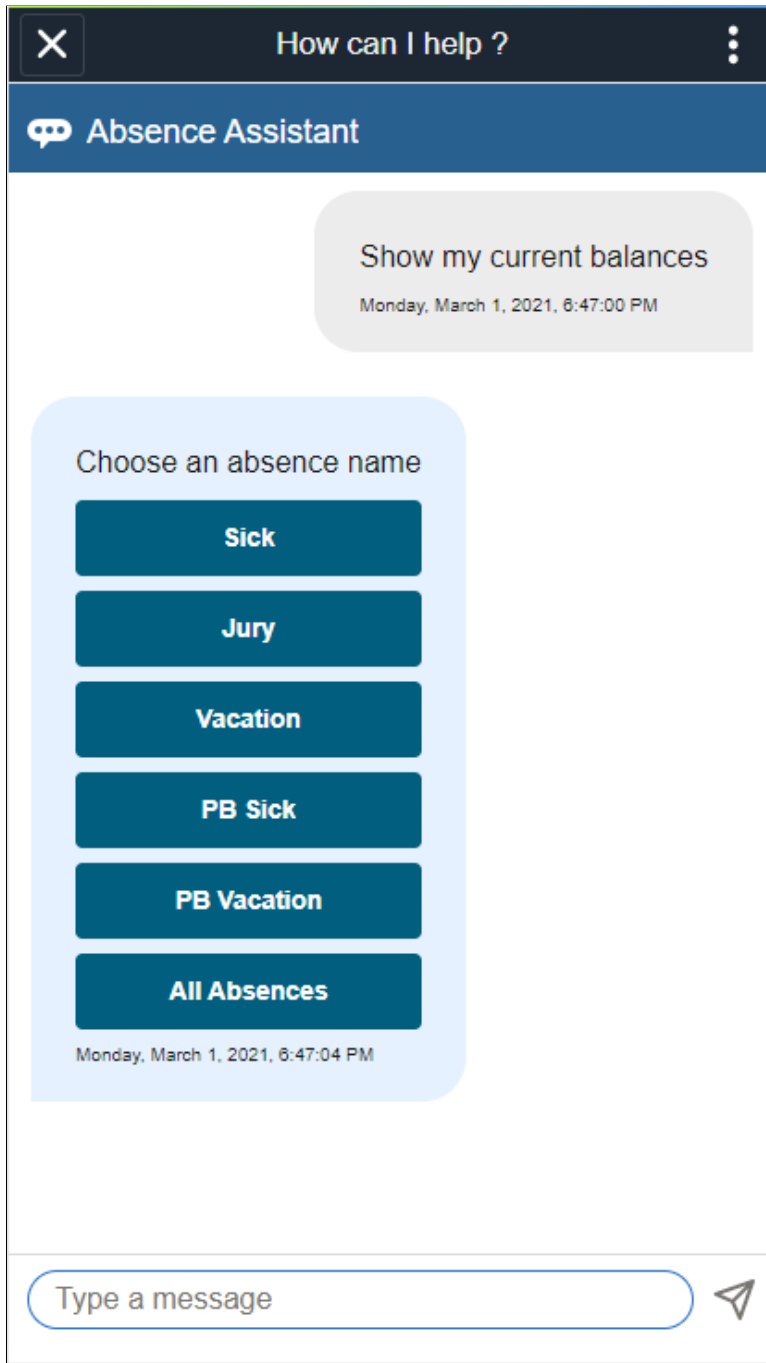 How can I help ?
Absence Assistant
Show my current balances
Monday, March 1, 2021, 6:47:00 PM
Choose an absence name
Sick
Jury
Vacation
PB Sick
PB Vacation
All Absences
Monday, March 1, 2021, 6:47:04 PM
Type a message